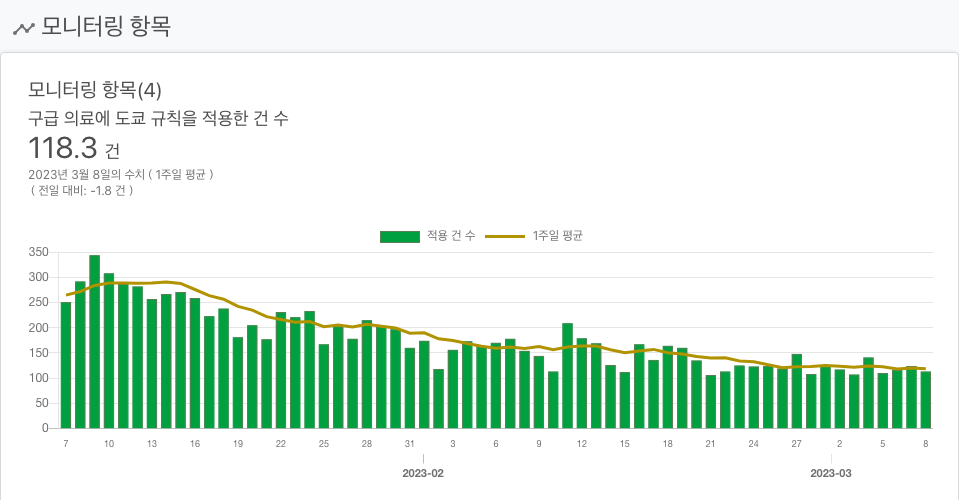 모니터링 항목
모니터링 항목(4)
구급 의료에 도쿄 규칙을 적용한 건 수
118.3 건
2023년 3월 8일의 수치 ( 1주일 평균 )
( 전일 대비: -1.8 건 )
적용 건 수 1주일 평균
350
300
250
200
150
100
50
0
7 10 13 16 19 22 25 28 31 3 6 9 12 15 18 21 24 27 2 5 8
2023-02 2023-03